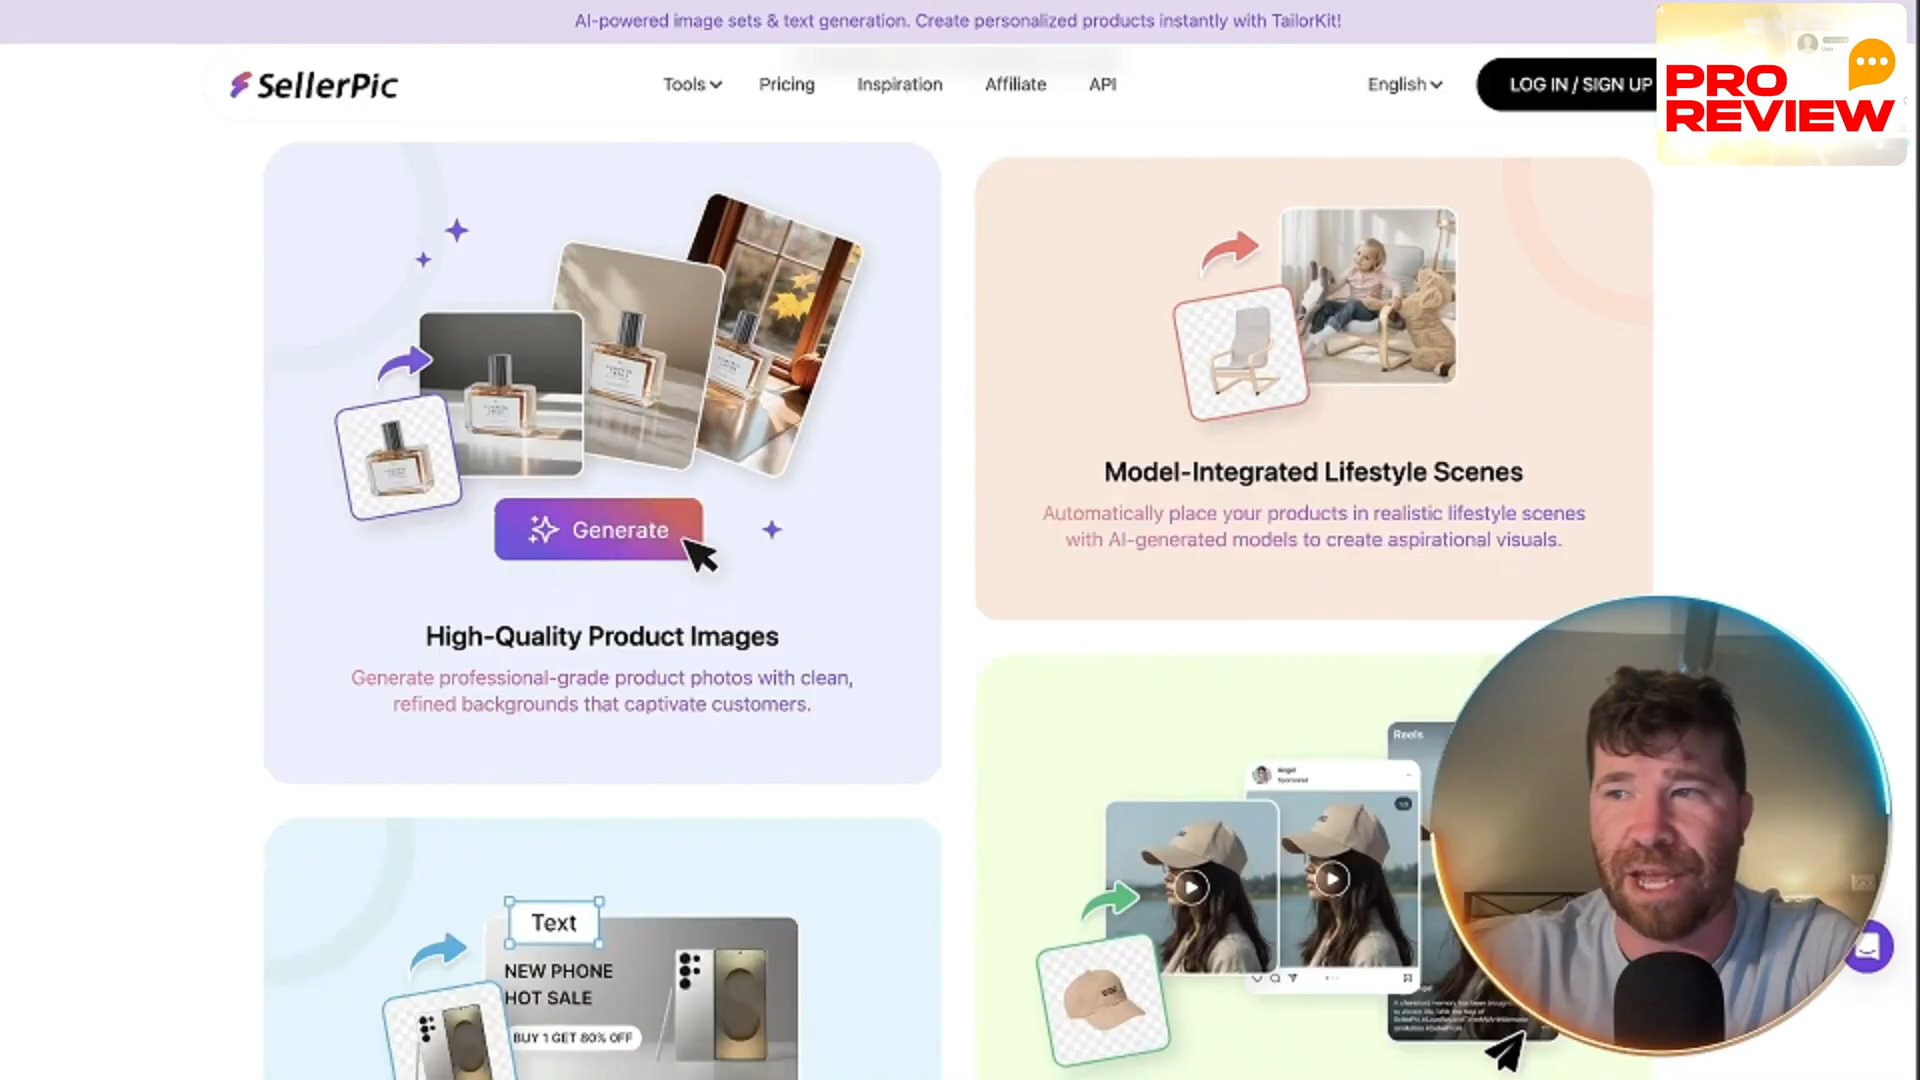 AI-powered image sets & text generation. Create personalized products instantly with TailorKit!
SellerPic
Tools
Pricing
Inspiration
Affiliate
API
English
LOG IN / SIGN UP
PRO
REVIEW
Generate
High-Quality Product Images
Generate professional-grade product photos with clean,
refined backgrounds that captivate customers.
Model-Integrated Lifestyle Scenes
Automatically place your products in realistic lifestyle scenes
with AI-generated models to create aspirational visuals.
Text
NEW PHONE
HOT SALE
BUY 1 GET 80% OFF
Reels
Angel
Sponsored